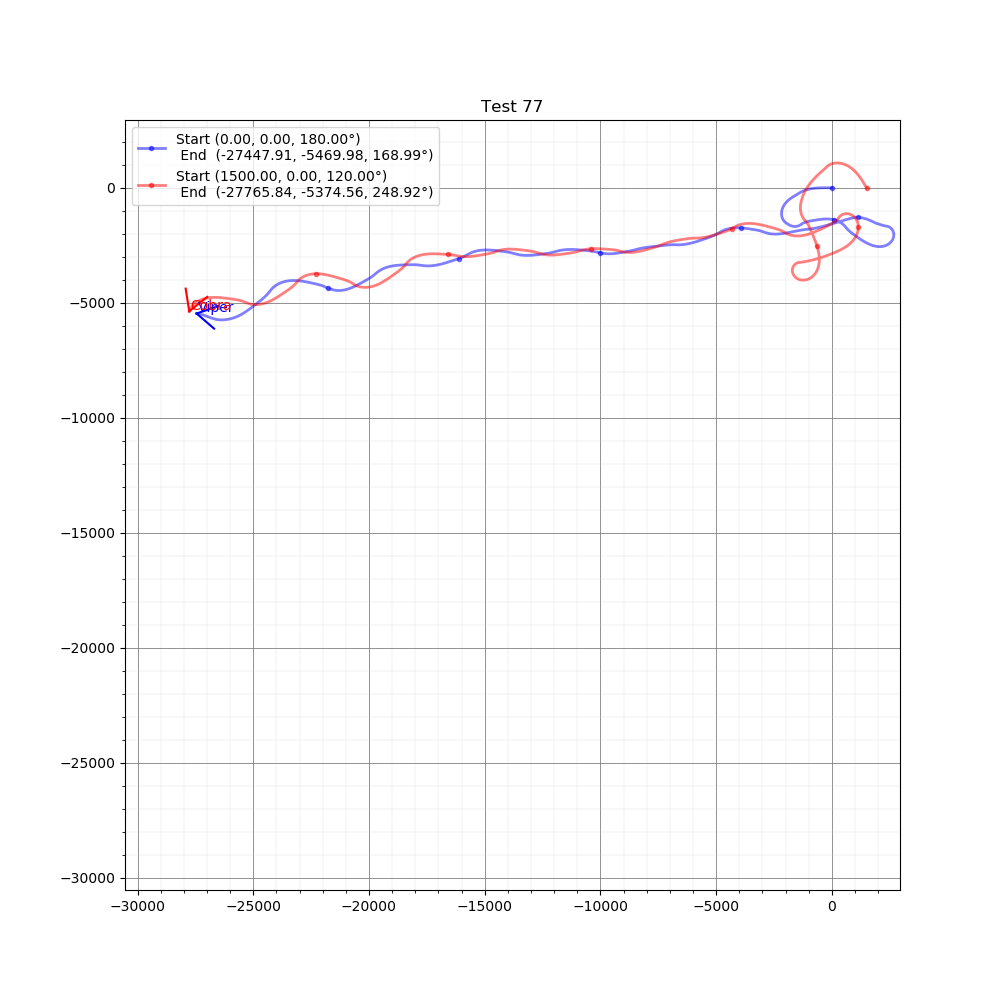 Test 77
Start (0.00, 0.00, 180.00°)
End (-27447.91, -5469.98, 168.99°)
Start (1500.00, 0.00, 120.00°)
End (-27765.84, -5374.56, 248.92°)
0
−5000
−10000
−15000
−20000
−25000
−30000
Viper
−30000 −25000 −20000 −15000 −10000 −5000 0